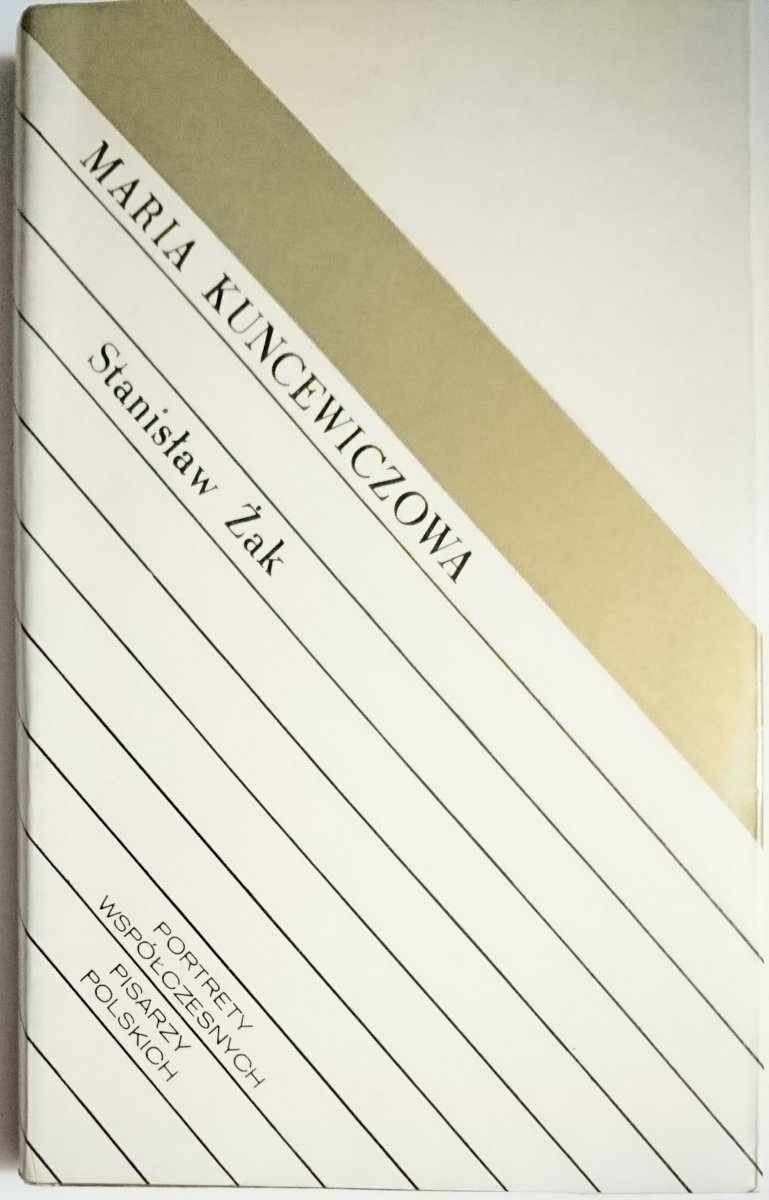 MARIA KUNCEWICZOWA
Stanisław Żak
PORTRETY
WSPÓŁCZESNYCH
PISARZY
POLSKICH